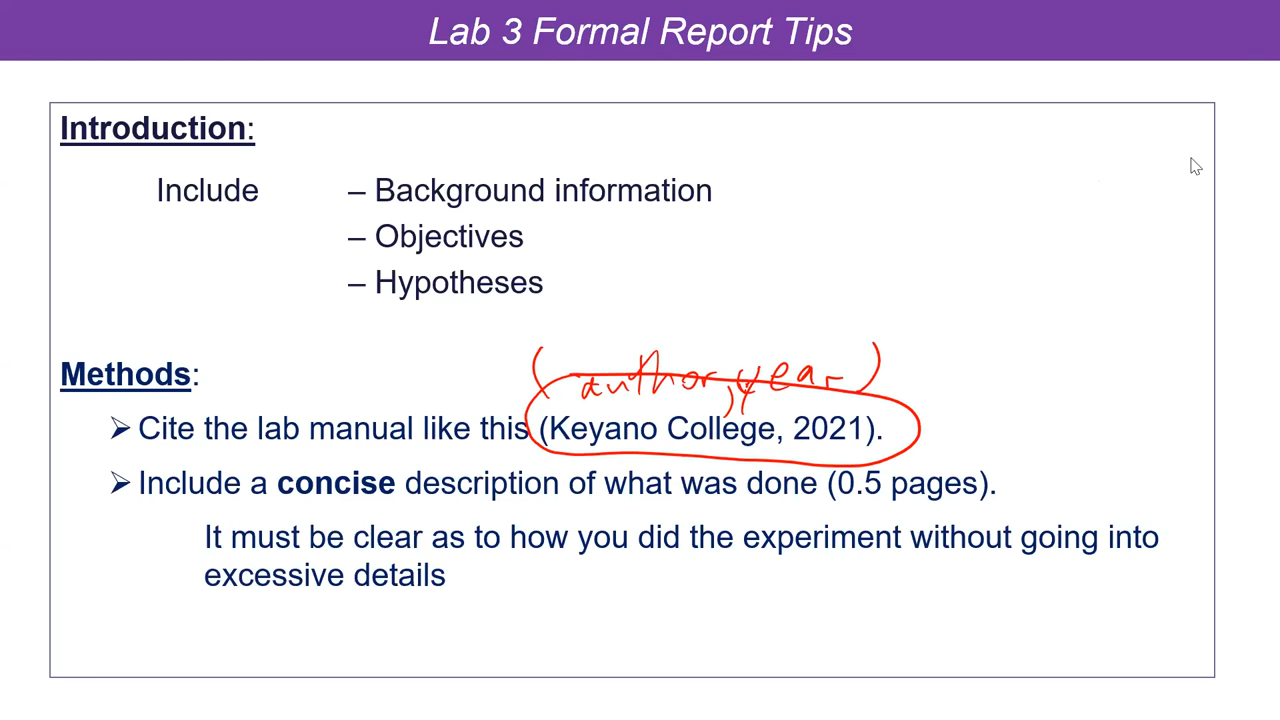 Lab 3 Formal Report Tips
Introduction:
Include – Background information
– Objectives
– Hypotheses
(author, year)
Methods:
➢ Cite the lab manual like this (Keyano College, 2021).
➢ Include a concise description of what was done (0.5 pages).
It must be clear as to how you did the experiment without going into
excessive details